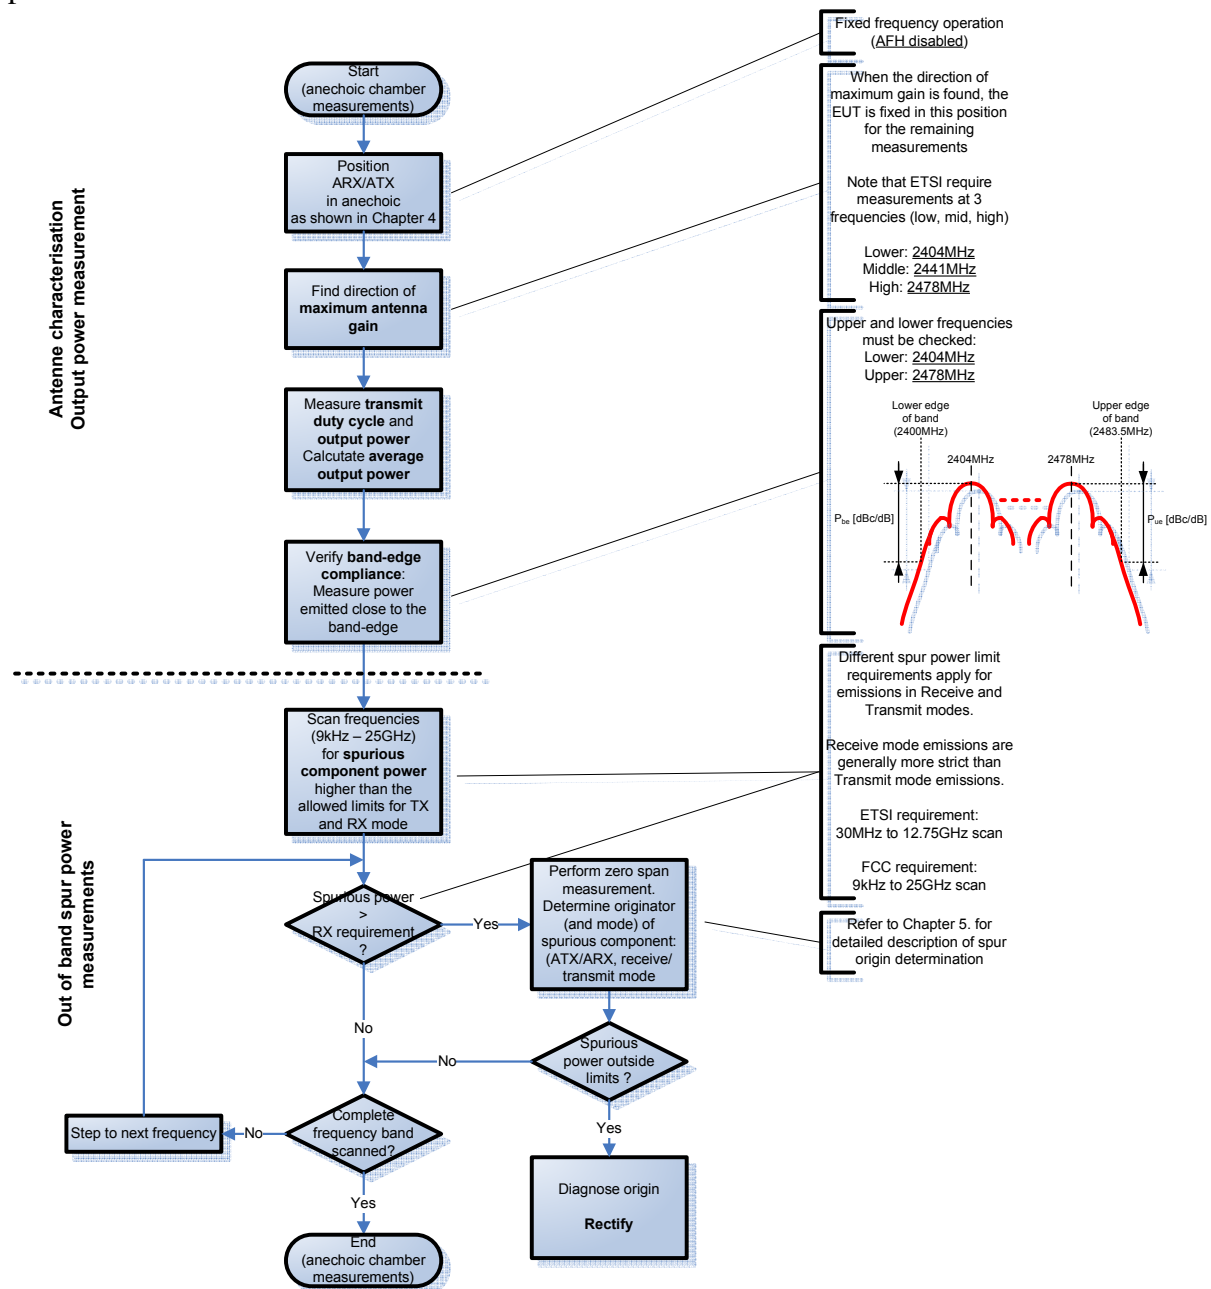 Start
(anechoic chamber
measurements)
Position
ARX/ATX
in anechoic
as shown in Chapter 4
Find direction of
maximum antenna
gain
Measure transmit
duty cycle and
output power
Calcutate average
output power
Verify band-edge
compliance:
Measure power
emitted close to the
band-edge
Antenne characterisation
Output power measurement
Fixed frequency operation
(AFH disabled)
When the direction of
maximum gain is found, the
EUT is fixed in this position
for the remaining
measurements
Note that ETSI require
measurements at 3
frequencies (low, mid, high)
Lower: 2404MHz
Middle: 2441MHz
High: 2478MHz
Upper and lower frequencies
must be checked:
Lower: 2404MHz
Upper: 2478MHz
Lower edge
of band
(2400MHz)
Upper edge
of band
(2483.5MHz)
2404MHz
2478MHz
Pbe [dBc/dB]
Pue [dBc/dB]
Scan frequencies
(9kHz – 25GHz)
for spurious
component power
higher than the
allowed limits for TX
and RX mode
Different spur power limit
requirements apply for
emissions in Receive and
Transmit modes.
Receive mode emissions are
generally more strict than
Transmit mode emissions.
ETSI requirement:
30MHz to 12.75GHz scan
FCC requirement:
9kHz to 25GHz scan
Out of band spur power
measurements
Spurious power
>
RX requirement
?
Yes
Perform zero span
measurement.
Determine originator
(and mode) of
spurious component:
(ATX/ARX, receive/
transmit mode
Refer to Chapter 5. for
detailed description of spur
origin determination
No
Spurious
power outside
limits ?
No
Yes
Complete
frequency band
scanned?
No
Step to next frequency
Yes
Diagnose origin
Rectify
End
(anechoic chamber
measurements)